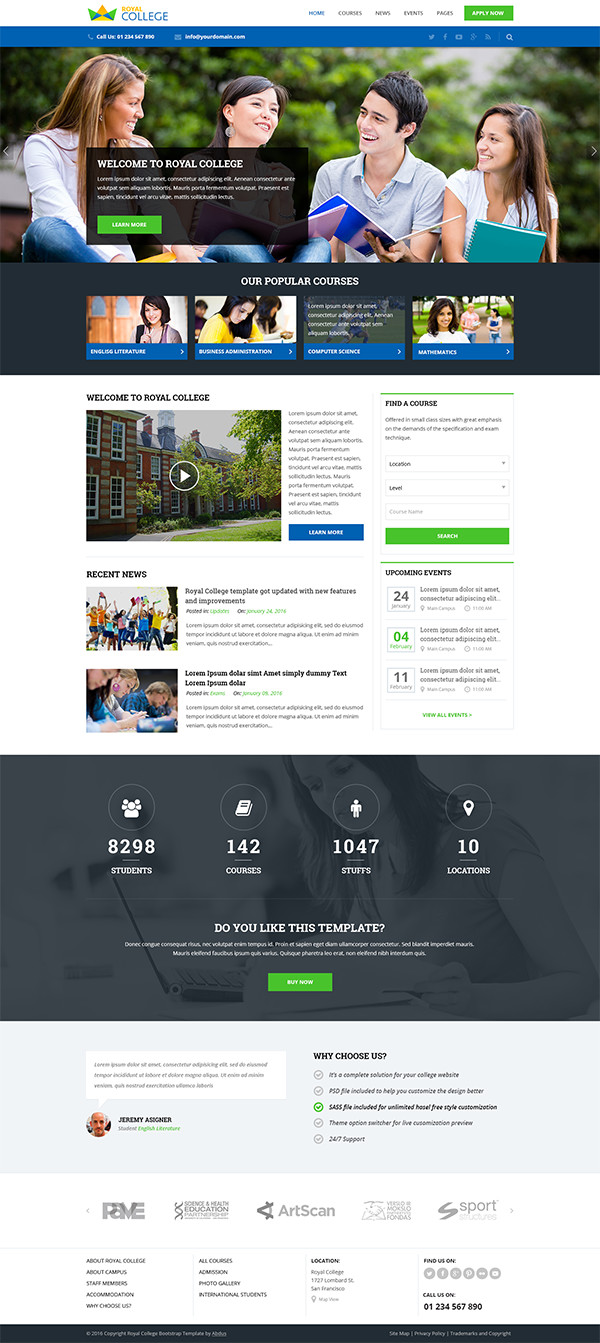 ROYAL
COLLEGE
HOME COURSES NEWS EVENTS PAGES APPLY NOW
Call Us: 01 234 567 890 info@yourdomain.com
WELCOME TO ROYAL COLLEGE
Lorem ipsum dolor sit amet, consectetur adipiscing elit. Aenean consectetur ante
volutpat sem aliquam lobortis. Mauris porta fermentum volutpat. Praesent est
sapien, tincidunt vel arcu vitae, mattis sollicitudin lectus.
LEARN MORE
OUR POPULAR COURSES
Lorem ipsum dolor sit amet,
consectetur adipiscing elit. Aenean
consectetur ante volutpat sem
aliquam lobortis.
ENGLISG LITERATURE
BUSINESS ADMINISTRATION
COMPUTER SCIENCE
MATHEMATICS
WELCOME TO ROYAL COLLEGE
Lorem ipsum dolor sit amet,
consectetur adipiscing elit.
Aenean consectetur ante
volutpat sem aliquam lobortis.
Mauris porta fermentum
volutpat. Praesent est sapien,
tincidunt vel arcu vitae, mattis
sollicitudin lectus. Mauris
porta fermentum volutpat.
Praesent est sapien, tincidunt
vel arcu vitae, mattis
sollicitudin lectus.
LEARN MORE
RECENT NEWS
Royal College template got updated with new features
and improvements
Posted in: Updates On: January 24, 2016
Lorem ipsum dolor sit amet, consectetur adipiscing elit, sed do eiusmod
tempor incididunt ut labore et dolore magna aliqua. Ut enim ad minim
veniam, quis nostrud exercitation...
Lorem Ipsum dolar simt Amet simply dummy Text
Lorem Ipsum dolar
Posted in: Exams On: January 09, 2016
Lorem ipsum dolor sit amet, consectetur adipiscing elit, sed do eiusmod
tempor incididunt ut labore et dolore magna aliqua. Ut enim ad minim
veniam, quis nostrud exercitation...
FIND A COURSE
Offered in small class sizes with great emphasis
on the demands of the specification and exam
technique.
Location
Level
Course Name
SEARCH
UPCOMING EVENTS
24
January
Lorem ipsum dolor sit amet,
consectetur adipiscing elit...
Main Campus 11:00 AM
04
February
Lorem ipsum dolor sit amet,
consectetur adipiscing elit...
Main Campus 11:00 AM
11
February
Lorem ipsum dolor sit amet,
consectetur adipiscing elit...
Main Campus 11:00 AM
VIEW ALL EVENTS >
8298 142 1047 10
STUDENTS COURSES STUFFS LOCATIONS
DO YOU LIKE THIS TEMPLATE?
Donec congue consequat risus, nec volutpat enim tempus id. Proin et sapien eget diam ullamcorper consectetur. Sed blandit imperdiet mauris.
Mauris eleifend faucibus ipsum quis varius. Quisque pharetra leo erat, non eleifend nibh interdum quis.
BUY NOW
Lorem ipsum dolor sit amet, consectetur adipiscing elit, sed do eiusmod
tempor incididunt ut labore et dolore magna aliqua. Ut enim ad minim
veniam, quis nostrud exercitation ullamco laboris
JEREMY ASIGNER
Student English Literature
WHY CHOOSE US?
It's a complete solution for your college website
PSD file included to help you customize the design better
SASS file included for unlimited hasel free style customization
Theme option switcher for live cusomization preview
24/7 Support
RAVE
SCIENCE & HEALTH
EDUCATION
PARTNERSHIP
ArtScan
VERSLO @
MOKSLO
FONDAS
sport
structures
ABOUT ROYAL COLLEGE
ABOUT CAMPUS
STAFF MEMBERS
ACCOMMODATION
WHY CHOOSE US?
ALL COURSES
ADMISSION
PHOTO GALLERY
INTERNATIONAL STUDENTS
LOCATION:
Royal College
1727 Lombard St.
San Francisco
Map View
FIND US ON:
CALL US ON:
01 234 567 890
© 2016 Copyright Royal College Bootstrap Template by Abdus
Site Map | Privacy Policy | Trademarks and Copyright